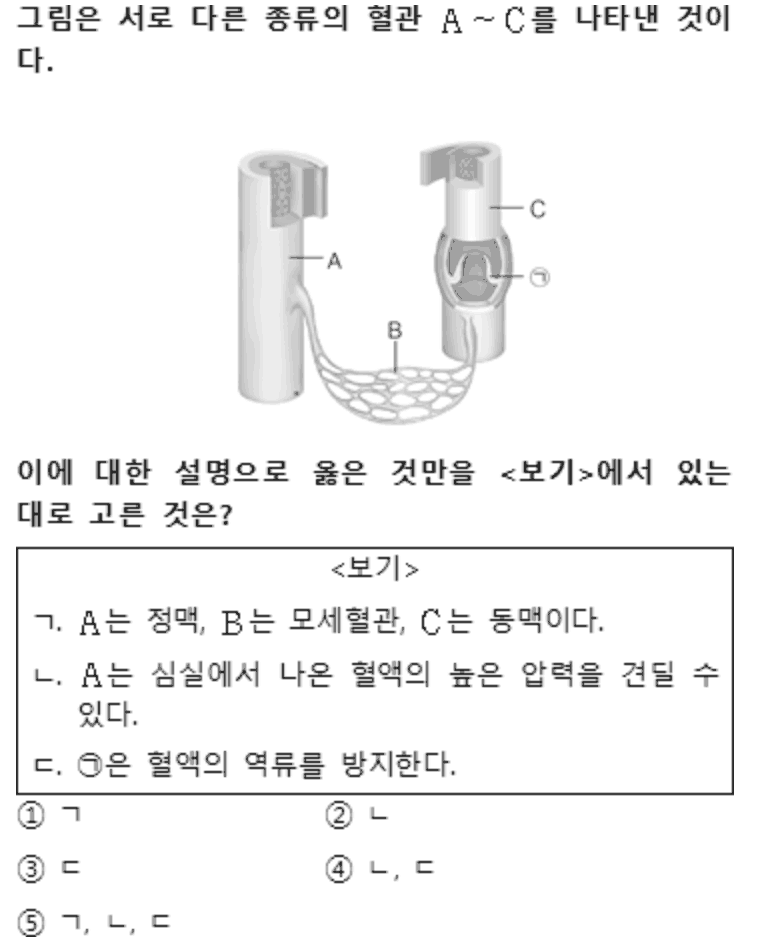 그림은 서로 다른 종류의 혈관 A ~ C를 나타낸 것이
다.
C
A
㉠
B
이에 대한 설명으로 옳은 것만을 <보기>에서 있는
대로 고른 것은?
<보기>
ㄱ. A는 정맥, B는 모세혈관, C는 동맥이다.
ㄴ. A는 심실에서 나온 혈액의 높은 압력을 견딜 수
있다.
ㄷ. ㉠은 혈액의 역류를 방지한다.
① ㄱ ② ㄴ
③ ㄷ ④ ㄴ, ㄷ
⑤ ㄱ, ㄴ, ㄷ